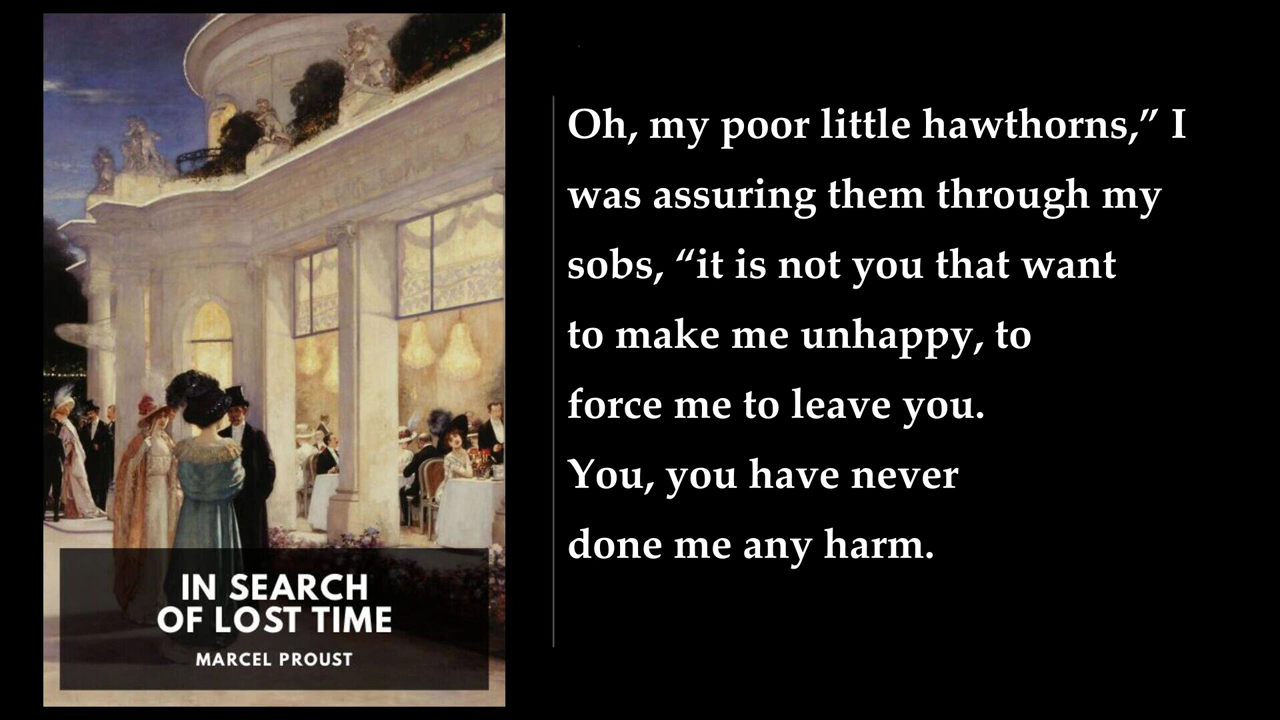 IN SEARCH
OF LOST TIME
MARCEL PROUST
Oh, my poor little hawthorns,” I
was assuring them through my
sobs, “it is not you that want
to make me unhappy, to
force me to leave you.
You, you have never
done me any harm.